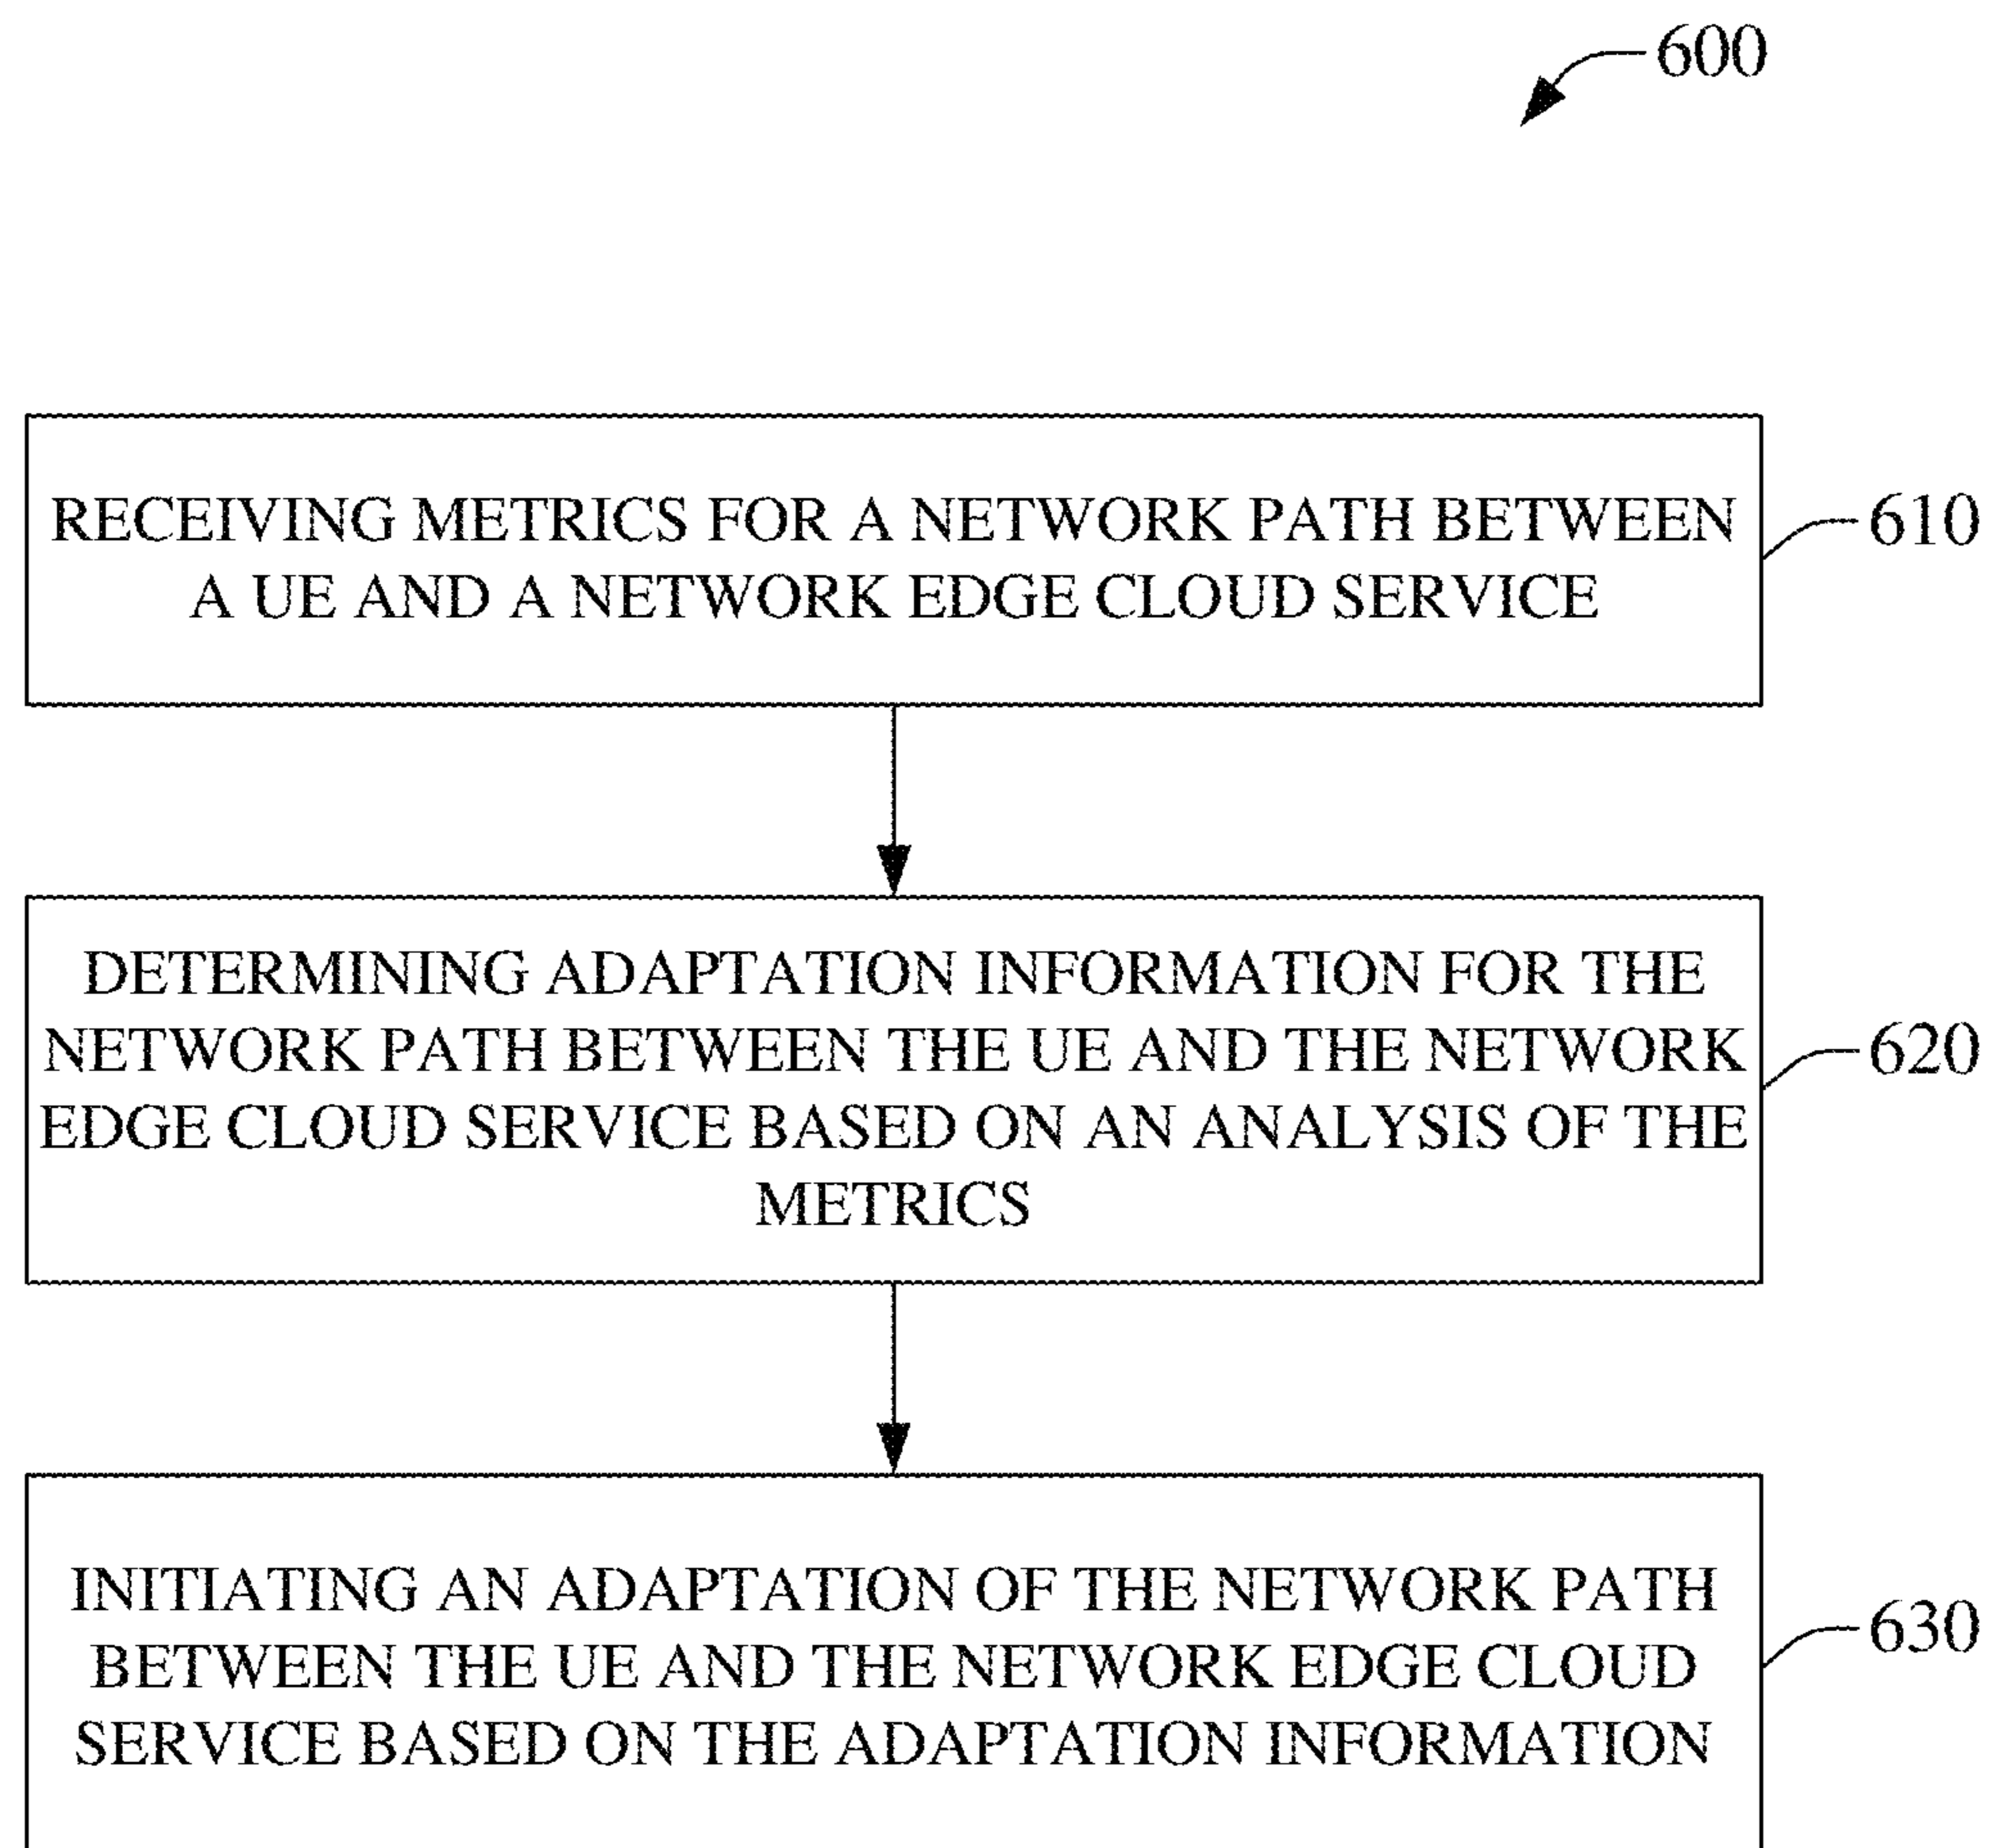 600
RECEIVING METRICS FOR A NETWORK PATH BETWEEN
A UE AND A NETWORK EDGE CLOUD SERVICE
610
DETERMINING ADAPTATION INFORMATION FOR THE
NETWORK PATH BETWEEN THE UE AND THE NETWORK
EDGE CLOUD SERVICE BASED ON AN ANALYSIS OF THE
METRICS
620
INITIATING AN ADAPTATION OF THE NETWORK PATH
BETWEEN THE UE AND THE NETWORK EDGE CLOUD
SERVICE BASED ON THE ADAPTATION INFORMATION
630